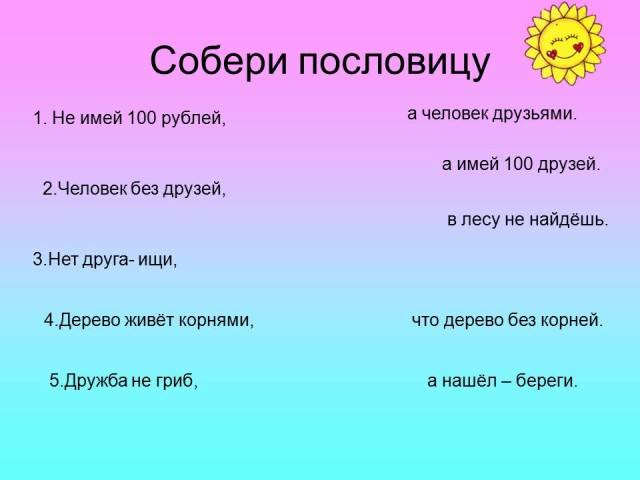 Собери пословицу
1. Не имей 100 рублей,
а человек друзьями.
а имей 100 друзей.
2.Человек без друзей,
в лесу не найдёшь.
3.Нет друга- ищи,
4.Дерево живёт корнями,
что дерево без корней.
5.Дружба не гриб,
а нашёл – береги.